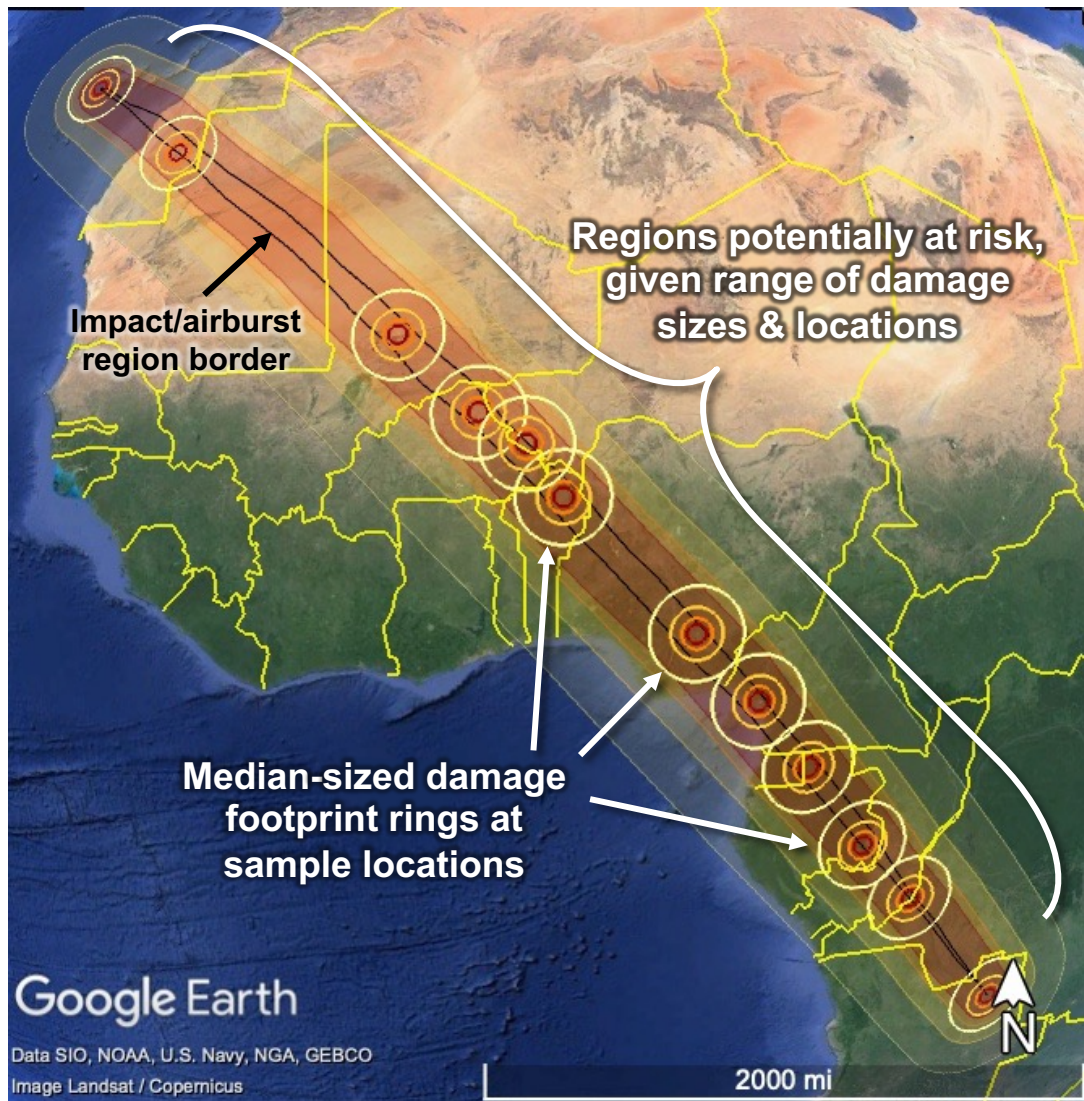 Regions potentially at risk,
given range of damage
sizes & locations
Impact/airburst
region border
Median-sized damage
footprint rings at
sample locations
Google Earth
Data SIO, NOAA, U.S. Navy, NGA, GEBCO
Image Landsat / Copernicus
N
2000 mi